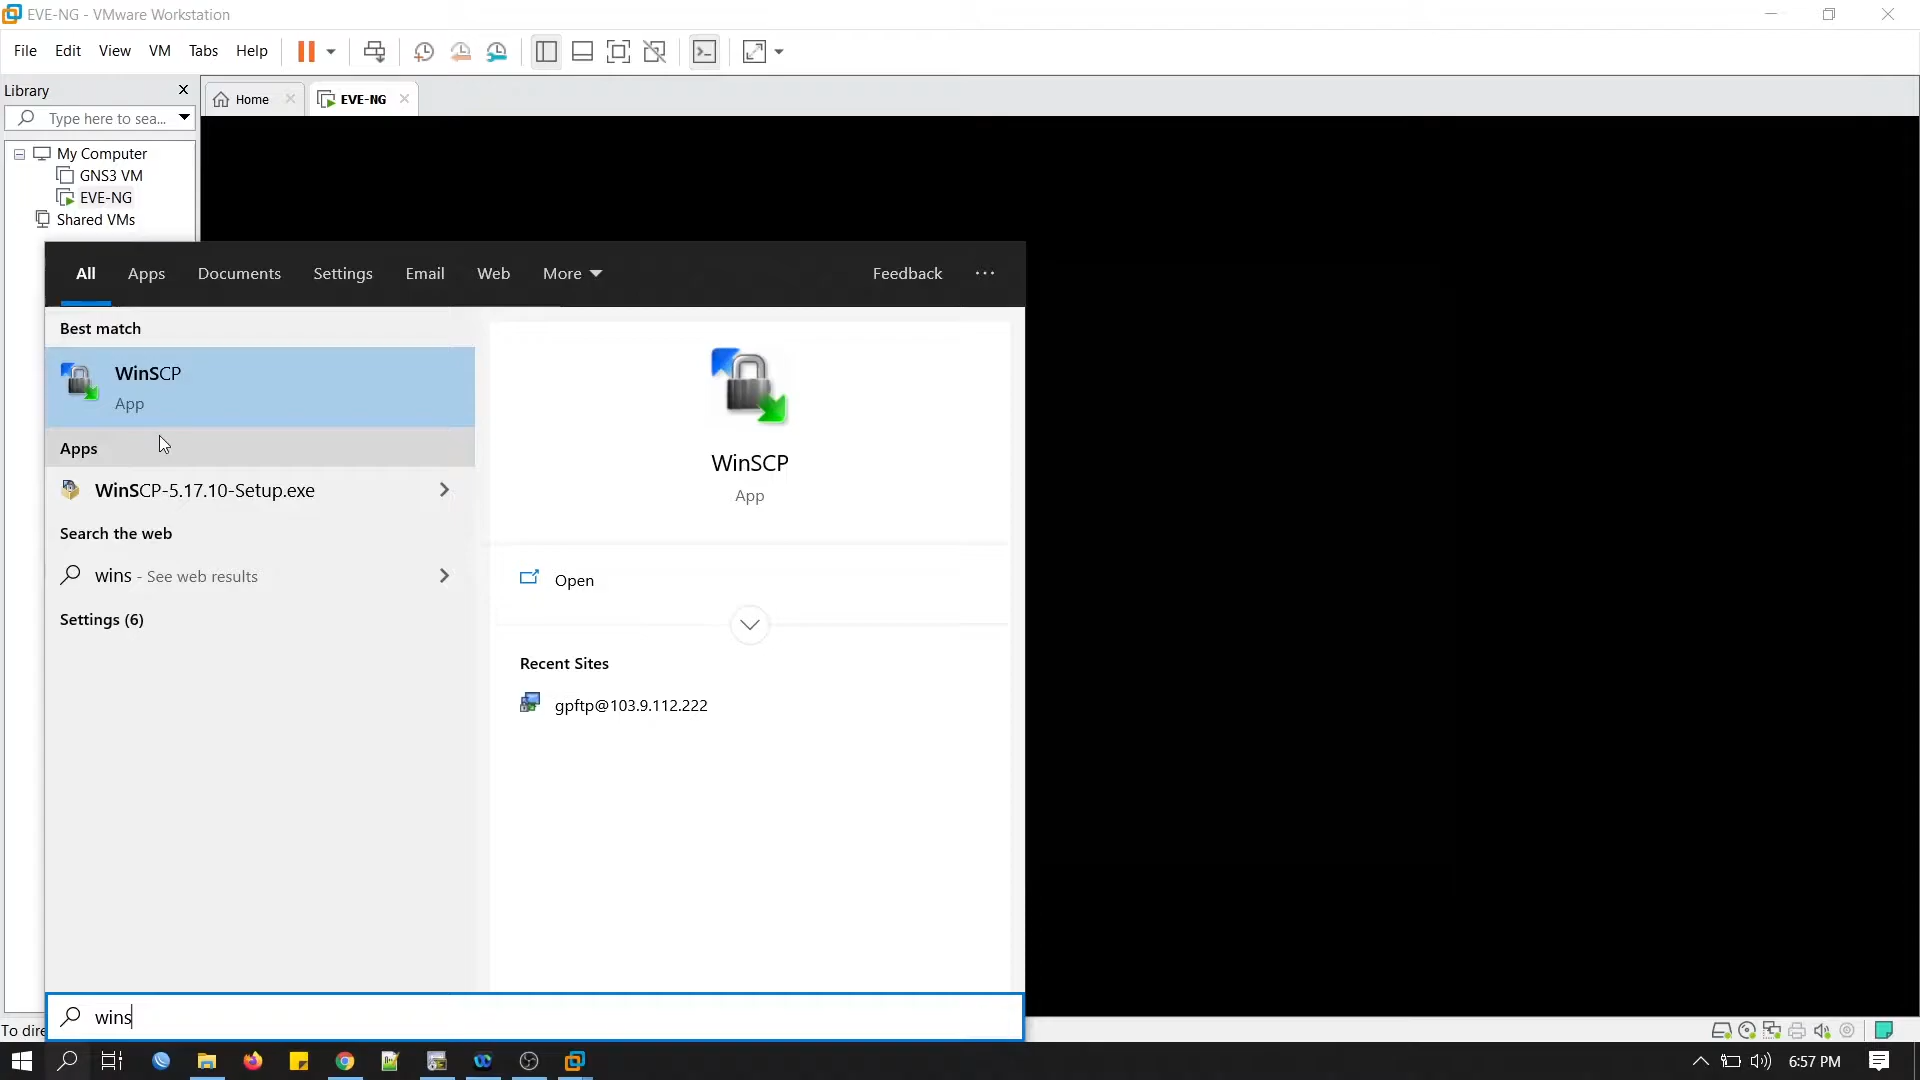 EVE-NG - VMware Workstation
File Edit View VM Tabs Help
Library
Home
EVE-NG
Type here to sea...
My Computer
GNS3 VM
EVE-NG
Shared VMs
All Apps Documents Settings Email Web More Feedback ...
Best match
WinSCP
App
Apps
WinSCP-5.17.10-Setup.exe
Search the web
wins - See web results
Settings (6)
WinSCP
App
Open
Recent Sites
gpftp@103.9.112.222
wins
To dire
6:57 PM